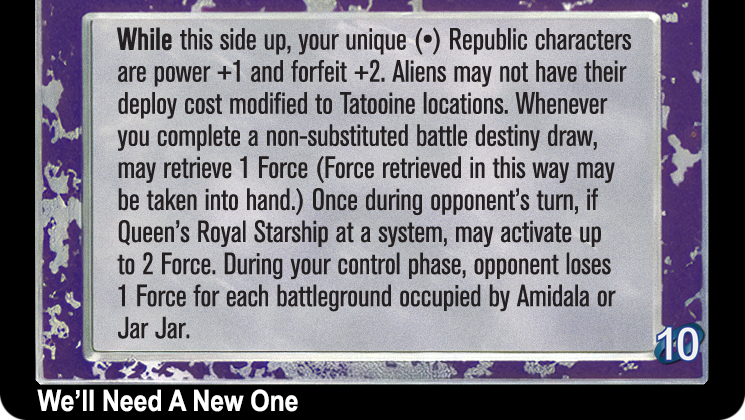 While this side up, your unique (•) Republic characters
are power +1 and forfeit +2. Aliens may not have their
deploy cost modified to Tatooine locations. Whenever
you complete a non-substituted battle destiny draw,
may retrieve 1 Force (Force retrieved in this way may
be taken into hand.) Once during opponent's turn, if
Queen's Royal Starship at a system, may activate up
to 2 Force. During your control phase, opponent loses
1 Force for each battleground occupied by Amidala or
Jar Jar.
10
We'll Need A New One